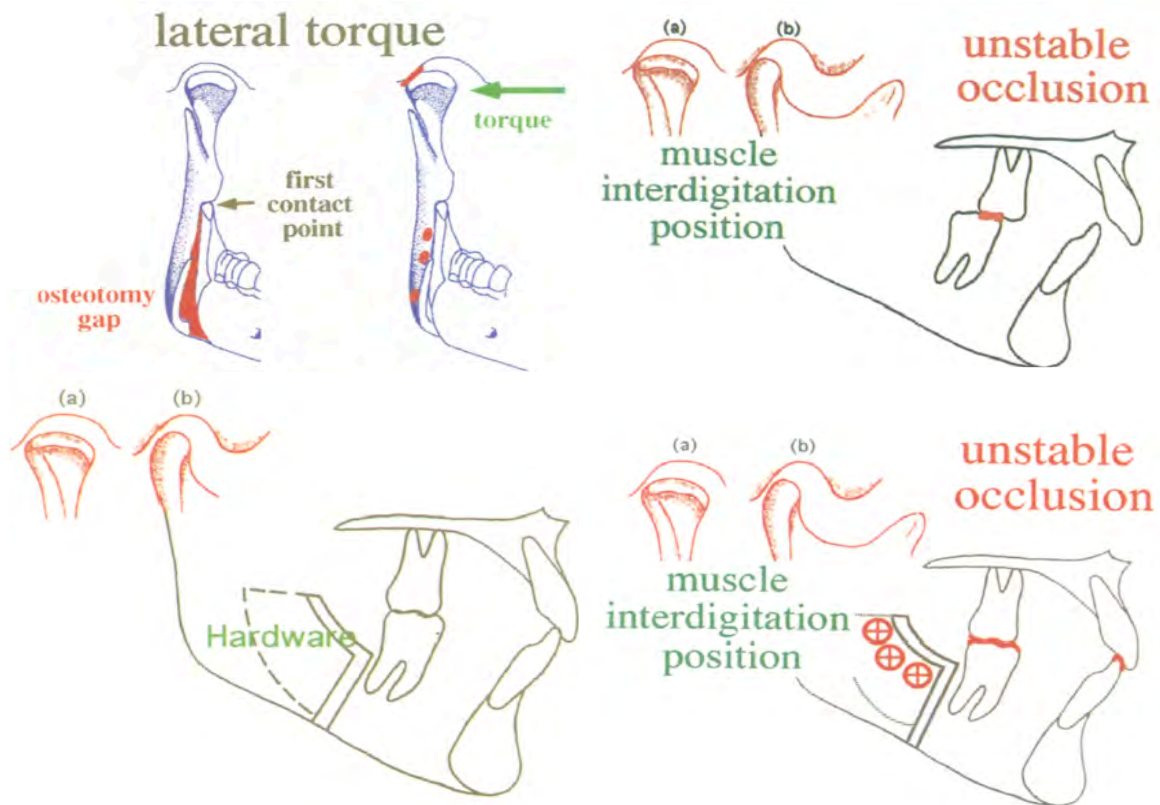 lateral torque
torque
first
contact
point
osteotomy
gap
(a) (b)
unstable
occlusion
muscle
interdigitation
position
(a) (b)
Hardware
(a) (b)
unstable
occlusion
muscle
interdigitation
position